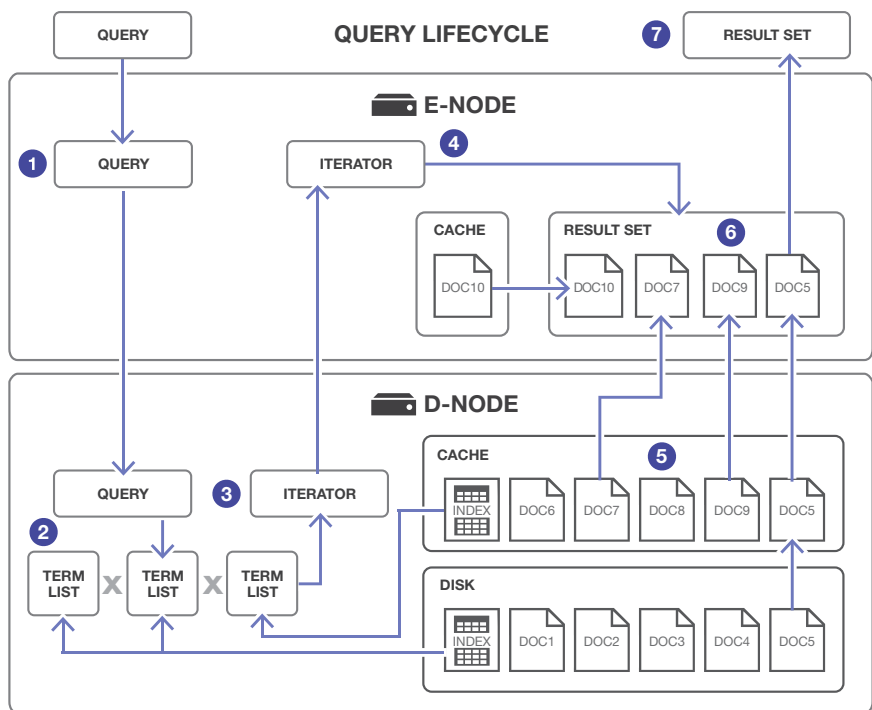 QUERY
QUERY LIFECYCLE
7
RESULT SET
E-NODE
1
QUERY
ITERATOR
4
CACHE
RESULT SET
6
DOC10
DOC10
DOC7
DOC9
DOC5
D-NODE
CACHE
5
QUERY
3
ITERATOR
INDEX
DOC6
DOC7
DOC8
DOC9
DOC5
2
TERM
LIST
X
TERM
LIST
X
TERM
LIST
DISK
INDEX
DOC1
DOC2
DOC3
DOC4
DOC5